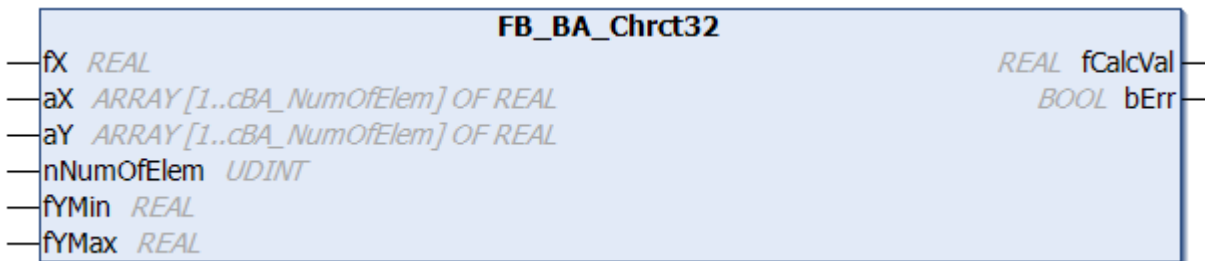 FB_BA_Chrct32
fX REAL REAL fCalcVal
aX ARRAY [1..cBA_NumOfElem] OF REAL BOOL bErr
aY ARRAY [1..cBA_NumOfElem] OF REAL
nNumOfElem UDINT
fYMin REAL
fYMax REAL